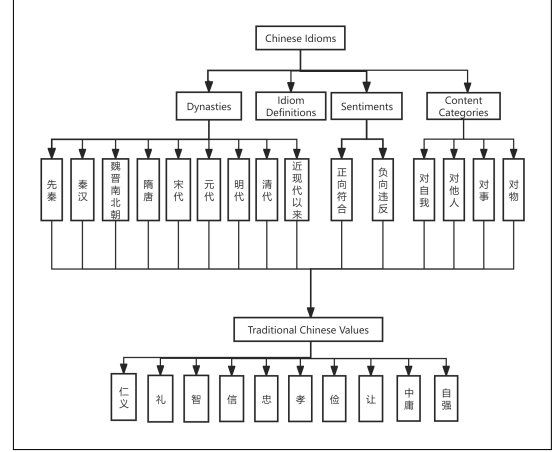 Chinese Idioms
Dynasties
Idiom
Definitions
Sentiments
Content
Categories
先秦
秦汉
魏晋南北朝
隋唐
宋代
元代
明代
清代
近现代以来
正向符合
负向违反
对自我
对他人
对事
对物
Traditional Chinese Values
仁义
礼
智
信
忠
孝
俭
让
中庸
自强